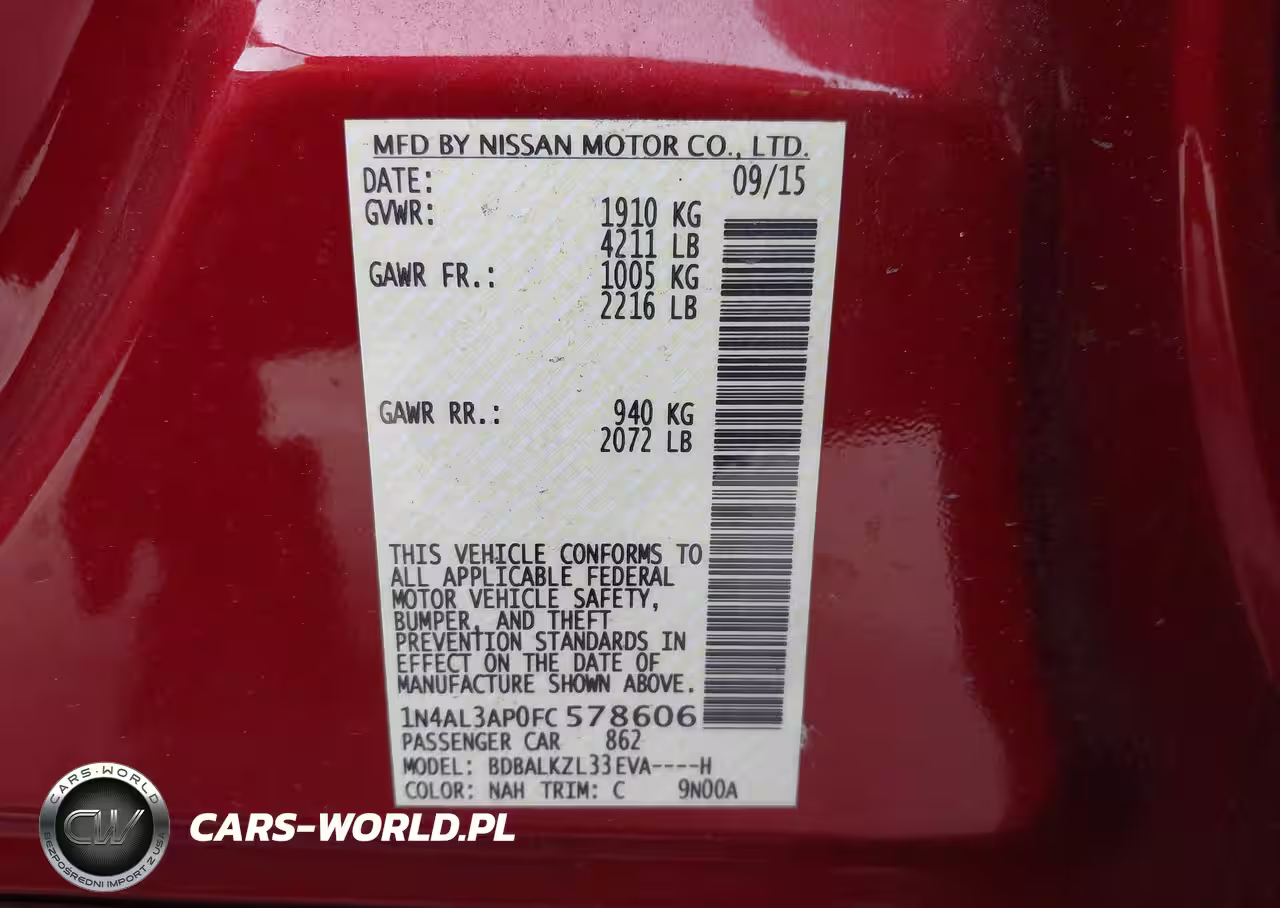 MFD BY NISSAN MOTOR CO., LTD.
DATE: 09/15
GVWR: 1910 KG
4211 LB
GAWR FR.: 1005 KG
2216 LB
GAWR RR.: 940 KG
2072 LB
THIS VEHICLE CONFORMS TO
ALL APPLICABLE FEDERAL
MOTOR VEHICLE SAFETY,
BUMPER, AND THEFT
PREVENTION STANDARDS IN
EFFECT ON THE DATE OF
MANUFACTURE SHOWN ABOVE.
1N4AL3AP0FC578606
PASSENGER CAR 862
MODEL: BDBALKZL33EVA----H
COLOR: NAH TRIM: C 9N00A
CARS-WORLD
CW
BEZPOŚREDNI IMPORT Z USA
CARS-WORLD.PL